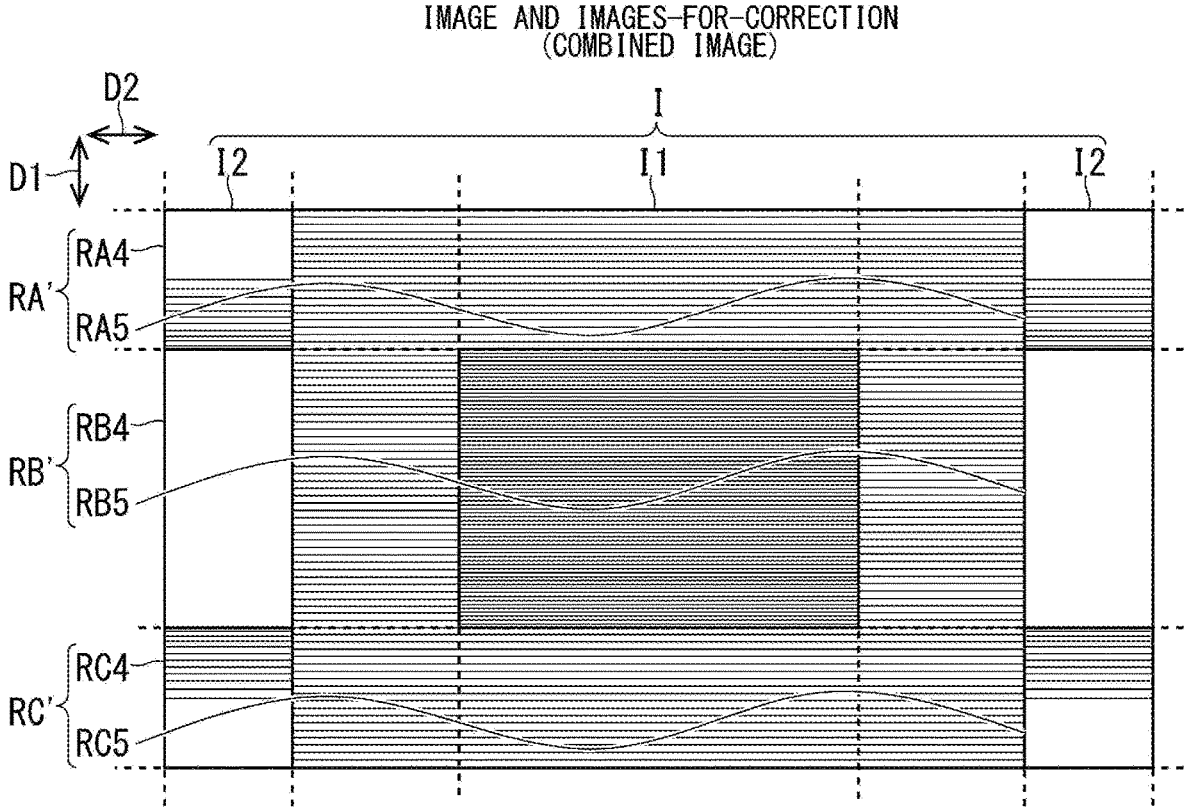 IMAGE AND IMAGES-FOR-CORRECTION
(COMBINED IMAGE)
D2
I
D1
I2
I1
I2
RA4
RA'
RA5
RB4
RB'
RB5
RC4
RC'
RC5